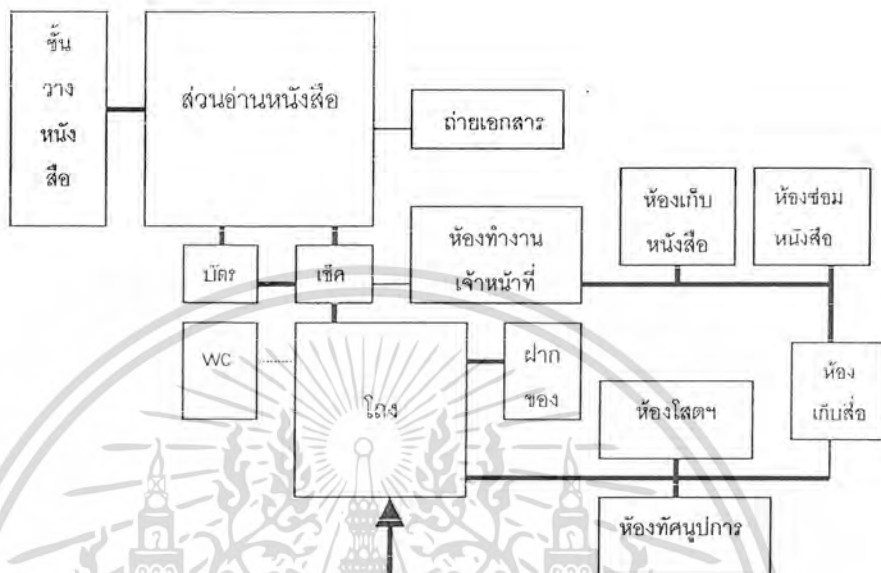 ชั้น
วาง
หนัง
สือ
ส่วนอ่านหนังสือ
ถ่ายเอกสาร
ห้องเก็บ
หนังสือ
ห้องซ่อม
หนังสือ
ห้องทำงาน
เจ้าหน้าที่
บัตร
เช็ค
WC
โถง
ฝาก
ของ
ห้อง
เก็บสื่อ
ห้องโสตฯ
ห้องทัศนูปการ